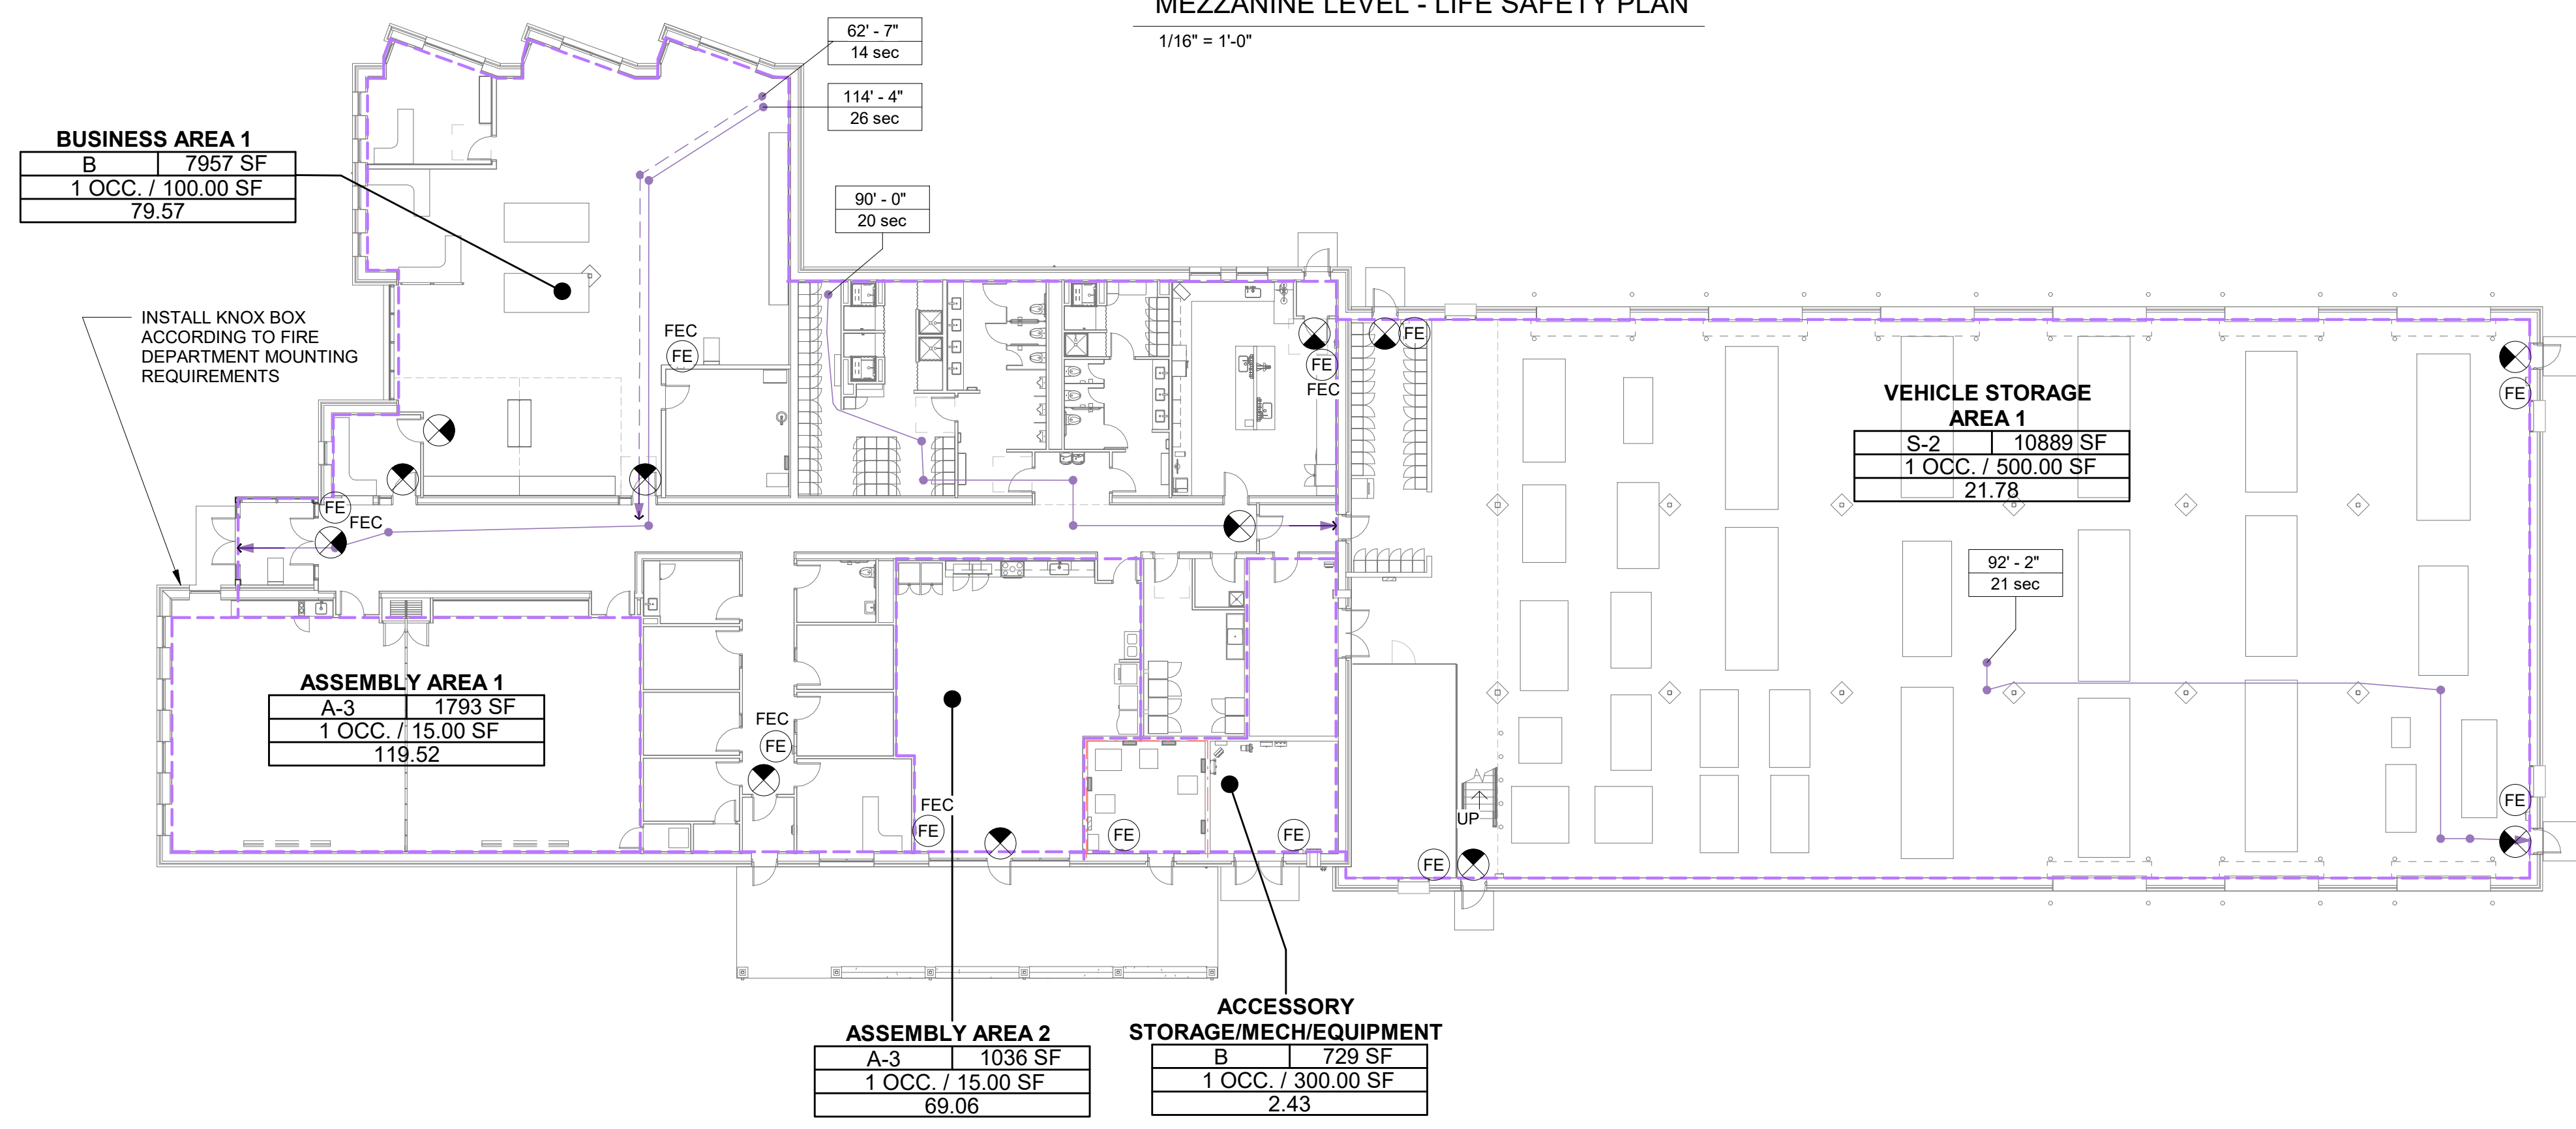 MEZZANINE LEVEL - LIFE SAFETY PLAN
1/16" = 1'-0"
62' - 7"
14 sec
114' - 4"
26 sec
BUSINESS AREA 1
B 7957 SF
1 OCC. / 100.00 SF
79.57
90' - 0"
20 sec
INSTALL KNOX BOX
ACCORDING TO FIRE
DEPARTMENT MOUNTING
REQUIREMENTS
FEC
FE
FE
FEC
FE
FE
VEHICLE STORAGE
AREA 1
S-2 10889 SF
1 OCC. / 500.00 SF
21.78
FE
FEC
92' - 2"
21 sec
ASSEMBLY AREA 1
A-3 1793 SF
1 OCC. / 15.00 SF
119.52
FEC
FE
FEC
FE
FE
FE
UP
FE
FE
ASSEMBLY AREA 2
A-3 1036 SF
1 OCC. / 15.00 SF
69.06
ACCESSORY
STORAGE/MECH/EQUIPMENT
B 729 SF
1 OCC. / 300.00 SF
2.43